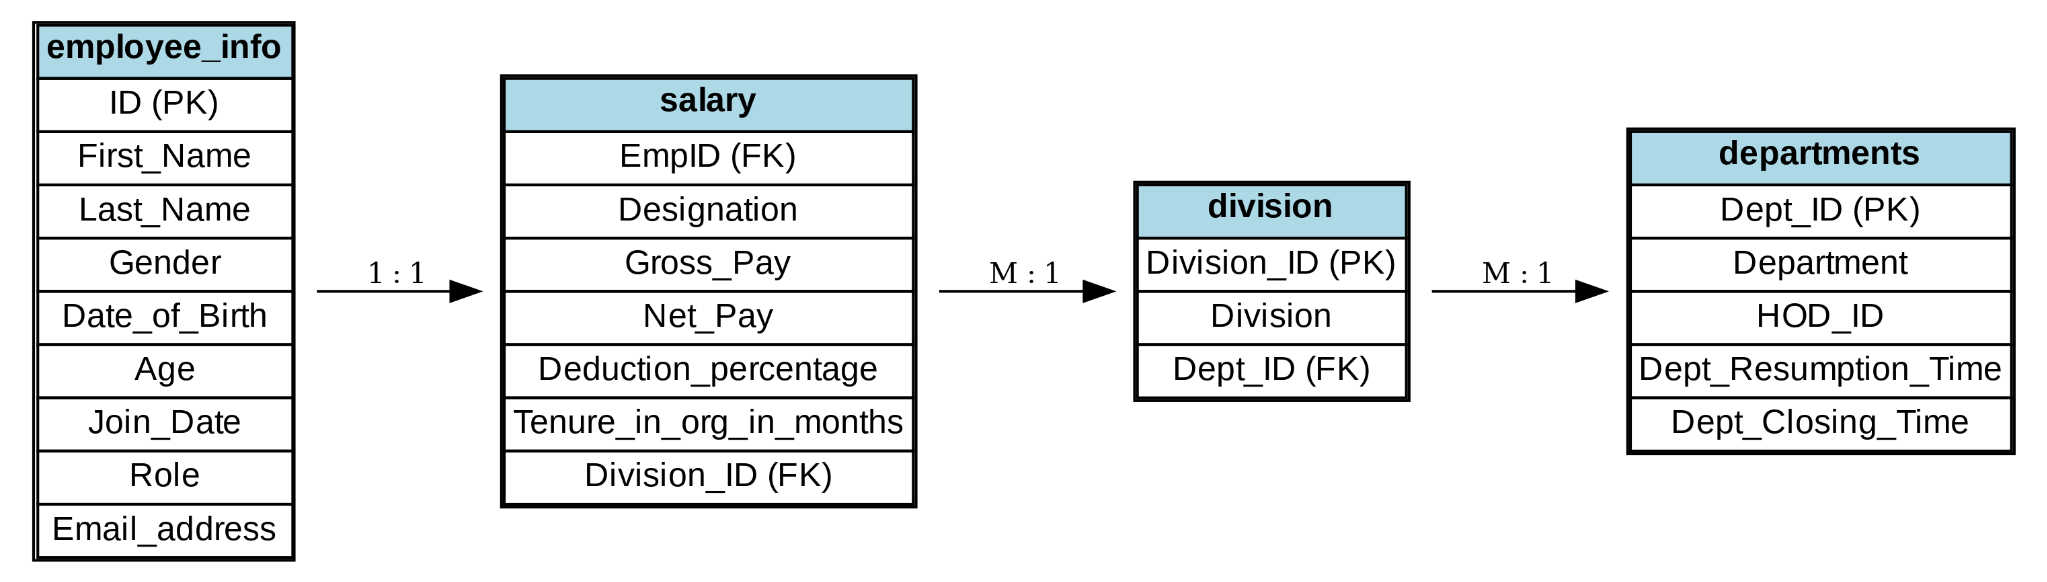 employee_info
ID (PK)
First_Name
Last_Name
Gender
Date_of_Birth
Age
Join_Date
Role
Email_address
1 : 1
salary
EmpID (FK)
Designation
Gross_Pay
Net_Pay
Deduction_percentage
Tenure_in_org_in_months
Division_ID (FK)
M : 1
division
Division_ID (PK)
Division
Dept_ID (FK)
M : 1
departments
Dept_ID (PK)
Department
HOD_ID
Dept_Resumption_Time
Dept_Closing_Time